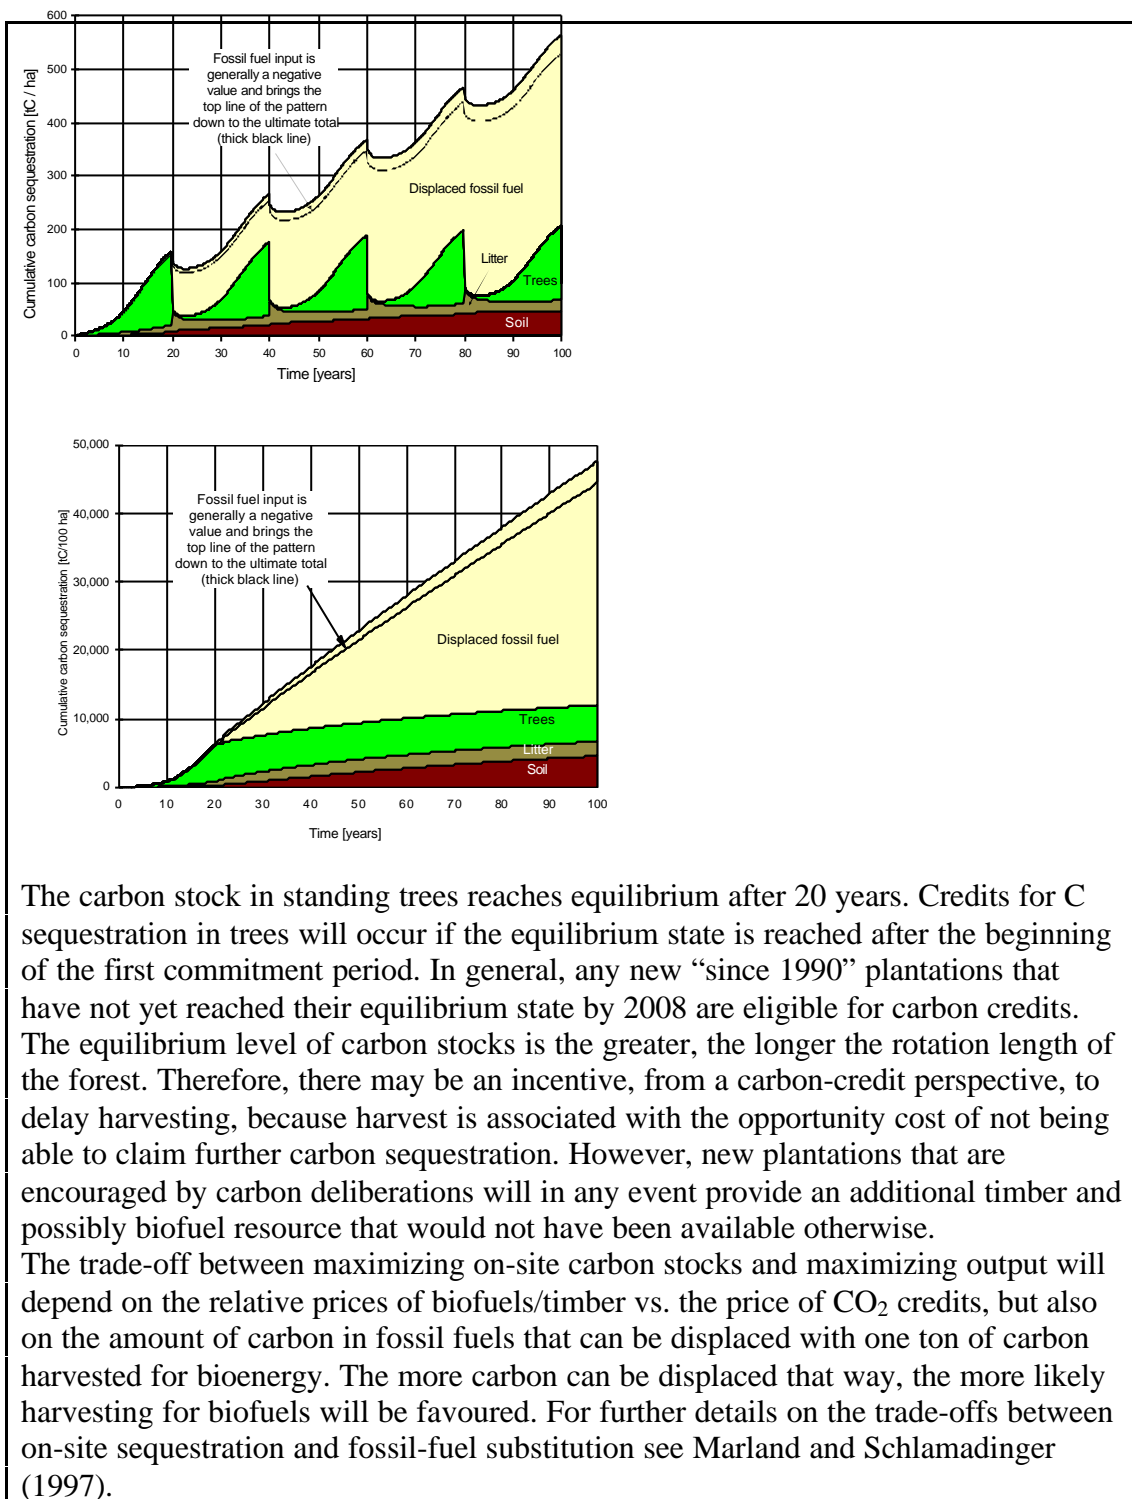 600
500
400
300
200
100
0
Cumulative carbon sequestration [tC / ha]
Fossil fuel input is
generally a negative
value and brings the
top line of the pattern
down to the ultimate total
(thick black line)
Displaced fossil fuel
Litter
Trees
Soil
0 10 20 30 40 50 60 70 80 90 100
Time [years]
50,000
40,000
30,000
20,000
10,000
0
Cumulative carbon sequestration [tC/100 ha]
Fossil fuel input is
generally a negative
value and brings the
top line of the pattern
down to the ultimate total
(thick black line)
Displaced fossil fuel
Trees
Litter
Soil
0 10 20 30 40 50 60 70 80 90 100
Time [years]
The carbon stock in standing trees reaches equilibrium after 20 years. Credits for C
sequestration in trees will occur if the equilibrium state is reached after the beginning
of the first commitment period. In general, any new “since 1990” plantations that
have not yet reached their equilibrium state by 2008 are eligible for carbon credits.
The equilibrium level of carbon stocks is the greater, the longer the rotation length of
the forest. Therefore, there may be an incentive, from a carbon-credit perspective, to
delay harvesting, because harvest is associated with the opportunity cost of not being
able to claim further carbon sequestration. However, new plantations that are
encouraged by carbon deliberations will in any event provide an additional timber and
possibly biofuel resource that would not have been available otherwise.
The trade-off between maximizing on-site carbon stocks and maximizing output will
depend on the relative prices of biofuels/timber vs. the price of CO₂ credits, but also
on the amount of carbon in fossil fuels that can be displaced with one ton of carbon
harvested for bioenergy. The more carbon can be displaced that way, the more likely
harvesting for biofuels will be favoured. For further details on the trade-offs between
on-site sequestration and fossil-fuel substitution see Marland and Schlamadinger
(1997).